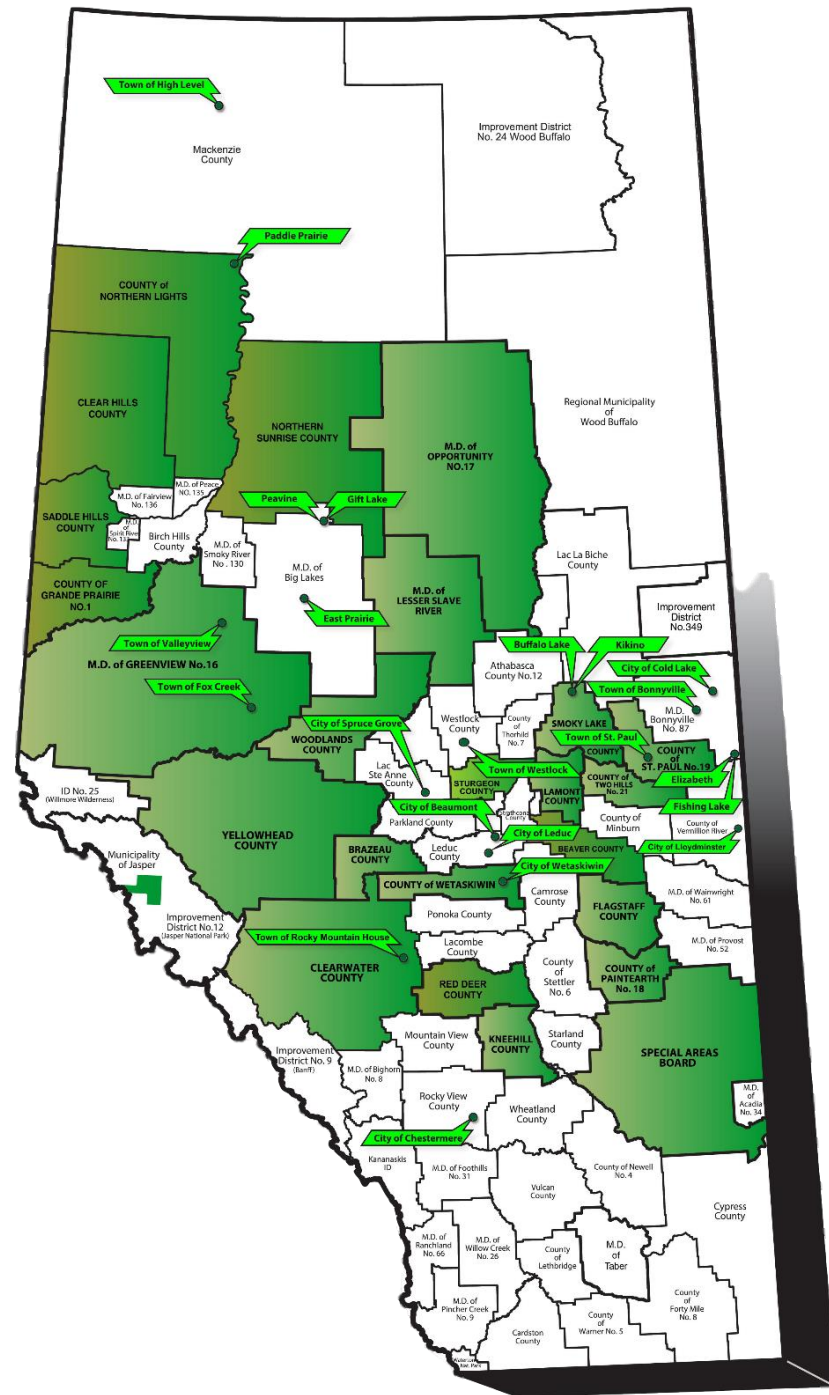 Town of High Level
Improvement District
No. 24 Wood Buffalo
Mackenzie
County
Paddle Prairie
COUNTY of
NORTHERN LIGHTS
CLEAR HILLS
COUNTY
NORTHERN
SUNRISE COUNTY
Regional Municipality
of
Wood Buffalo
M.D. of
OPPORTUNITY
NO.17
M.D. of Peace
NO. 135
M.D. of Fairview
No. 136
Peavine
Gift Lake
SADDLE HILLS
COUNTY
M.D.
of
Spirit River
Birch Hills
County
M.D. of
Smoky River
No . 130
M.D. of
Big Lakes
Lac La Biche
County
COUNTY OF
GRANDE PRAIRIE
NO.1
M.D. of
LESSER SLAVE
RIVER
East Prairie
Improvement
District
No.349
Town of Valleyview
M.D. of GREENVIEW No.16
Buffalo Lake
Kikino
Athabasca
County No.12
City of Cold Lake
Town of Fox Creek
Town of Bonnyville
M.D.
Bonnyville
No. 87
City of Spruce Grove
Westlock
County
County
of
Thorhild
No. 7
SMOKY LAKE
COUNTY
Town of St. Paul
WOODLANDS
COUNTY
COUNTY
of
ST. PAUL No.19
Lac
Ste Anne
County
Town of Westlock
Elizabeth
ID No. 25
(Willmore Wilderness)
STURGEON
COUNTY
LAMONT
COUNTY
COUNTY of
TWO HILLS
No. 21
Fishing Lake
City of Beaumont
Parkland County
Strathcona
County
County of
Minburn
County of
Vermillion River
YELLOWHEAD
COUNTY
City of Leduc
City of Lloydminster
BRAZEAU
COUNTY
Leduc
County
BEAVER COUNTY
Municipality
of Jasper
City of Wetaskiwin
COUNTY of WETASKIWIN
Camrose
County
M.D. of Wainwright
No. 61
FLAGSTAFF
COUNTY
Improvement
District No.12
(Jasper National Park)
Ponoka County
Town of Rocky Mountain House
Lacombe
County
M.D. of Provost
No. 52
CLEARWATER
COUNTY
County
of
Stettler
No. 6
COUNTY of
PAINTEARTH
No. 18
RED DEER
COUNTY
Mountain View
County
KNEEHILL
COUNTY
Starland
County
SPECIAL AREAS
BOARD
Improvement
District No. 9
(Banff)
M.D. of Bighorn
No. 8
Rocky View
County
Wheatland
County
M.D.
of
Acadia
No. 34
City of Chestermere
Kananaskis
ID
M.D. of Foothills
No. 31
County of Newell
No. 4
Vulcan
County
Cypress
County
M.D. of
Ranchland
No. 66
M.D. of
Willow Creek
No. 26
County
of
Lethbridge
M.D.
of
Taber
M.D. of
Pincher Creek
No. 9
County
of
Forty Mile
No. 8
Cardston
County
County
of
Warner No. 5